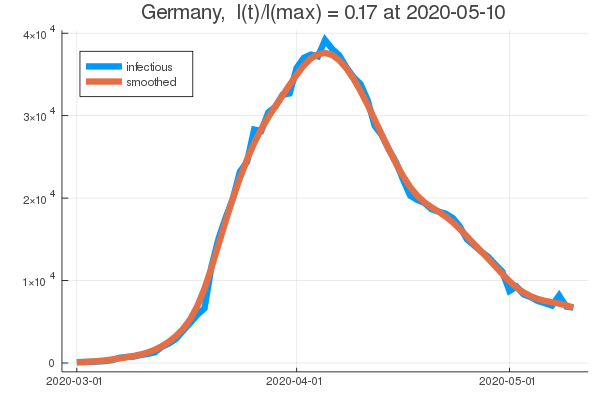 Germany, I(t)/I(max) = 0.17 at 2020-05-10
4×10⁴
infectious
smoothed
3×10⁴
2×10⁴
1×10⁴
0
2020-03-01 2020-04-01 2020-05-01